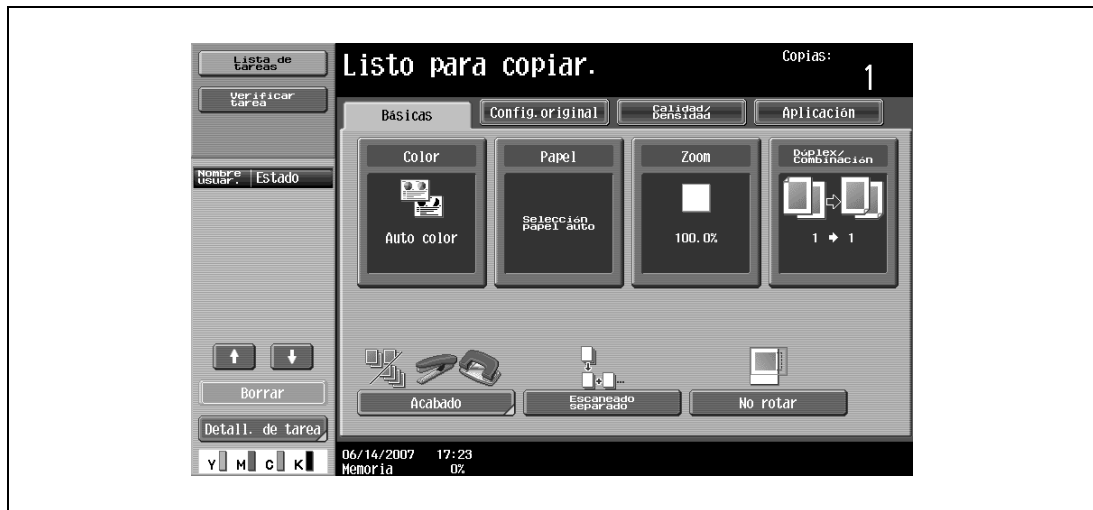 Lista de
tareas
Verificar
tarea
Nombre
usuar.
Estado
Borrar
Detall. de tarea
Y M C K
Listo para copiar.
Copias:
1
Básicas
Config.original
Calidad/
Densidad
Aplicación
Color
Auto color
Papel
Selección
papel auto
Zoom
100.0%
Dúplex/
Combinación
1 → 1
Acabado
Escaneado
separado
No rotar
06/14/2007 17:23
Memoria 0%